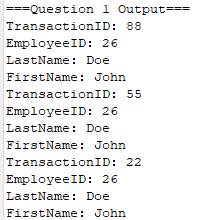 ===Question 1 Output===
TransactionID: 88
EmployeeID: 26
LastName: Doe
FirstName: John
TransactionID: 55
EmployeeID: 26
LastName: Doe
FirstName: John
TransactionID: 22
EmployeeID: 26
LastName: Doe
FirstName: John